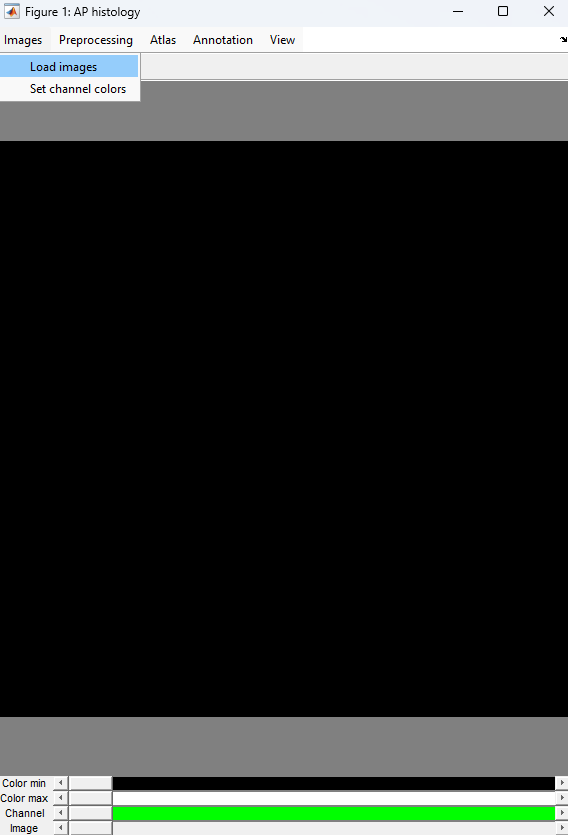 Figure 1: AP histology
Images Preprocessing Atlas Annotation View
Load images
Set channel colors
Color min
Color max
Channel
Image